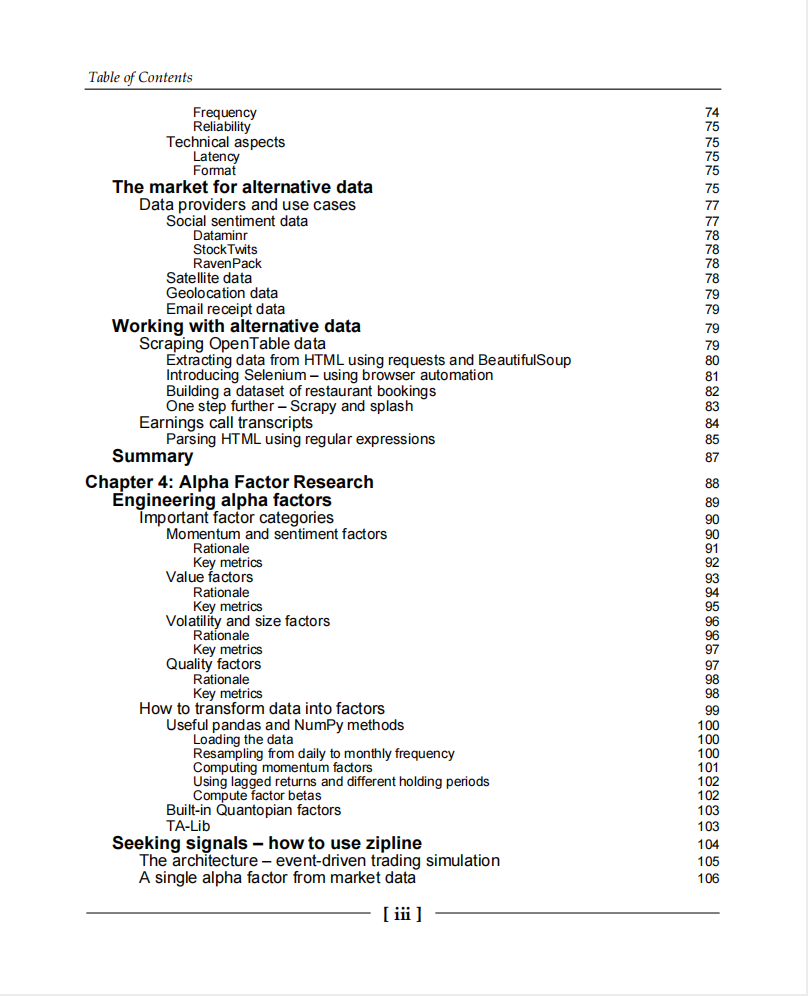 Table of Contents
Frequency 74
Reliability 75
Technical aspects 75
Latency 75
Format 75
The market for alternative data 75
Data providers and use cases 77
Social sentiment data 77
Dataminr 78
StockTwits 78
RavenPack 78
Satellite data 78
Geolocation data 79
Email receipt data 79
Working with alternative data 79
Scraping OpenTable data 79
Extracting data from HTML using requests and BeautifulSoup 80
Introducing Selenium – using browser automation 81
Building a dataset of restaurant bookings 82
One step further – Scrapy and splash 83
Earnings call transcripts 84
Parsing HTML using regular expressions 85
Summary 87
Chapter 4: Alpha Factor Research 88
Engineering alpha factors 89
Important factor categories 90
Momentum and sentiment factors 90
Rationale 91
Key metrics 92
Value factors 93
Rationale 94
Key metrics 95
Volatility and size factors 96
Rationale 96
Key metrics 97
Quality factors 97
Rationale 98
Key metrics 98
How to transform data into factors 99
Useful pandas and NumPy methods 100
Loading the data 100
Resampling from daily to monthly frequency 100
Computing momentum factors 101
Using lagged returns and different holding periods 102
Compute factor betas 102
Built-in Quantopian factors 103
TA-Lib 103
Seeking signals – how to use zipline 104
The architecture – event-driven trading simulation 105
A single alpha factor from market data 106
[ iii ]